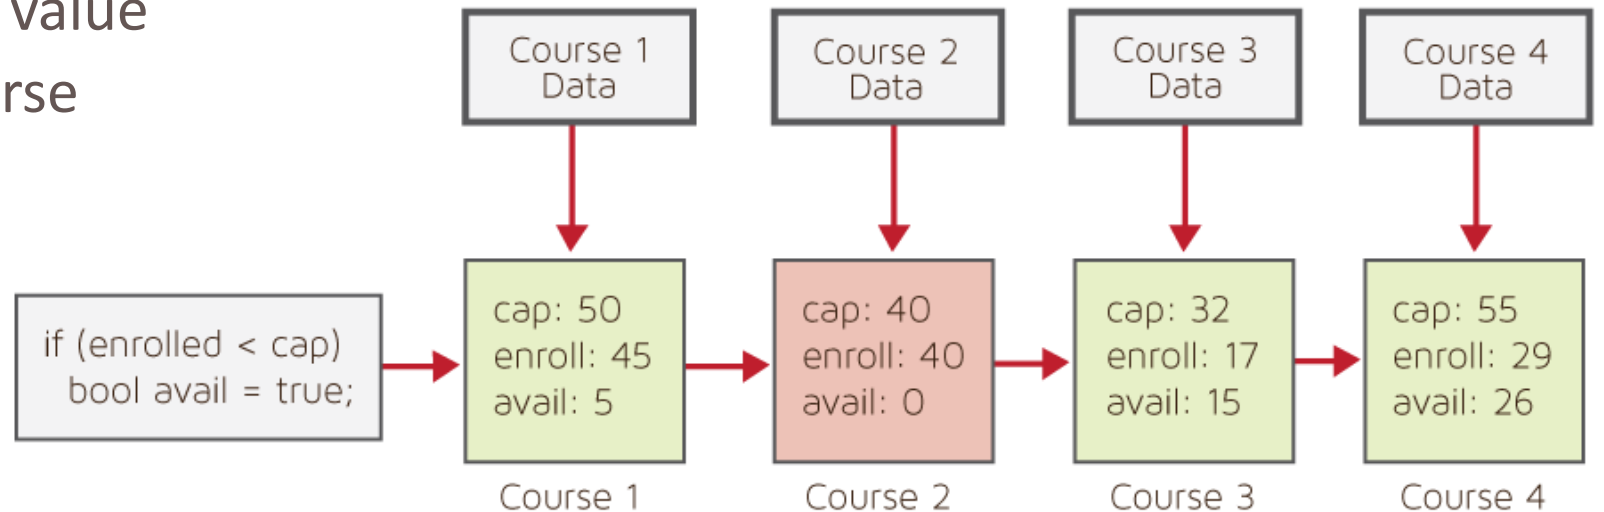 value
rse
Course 1
Data
Course 2
Data
Course 3
Data
Course 4
Data
if (enrolled < cap)
bool avail = true;
cap: 50
enroll: 45
avail: 5
cap: 40
enroll: 40
avail: 0
cap: 32
enroll: 17
avail: 15
cap: 55
enroll: 29
avail: 26
Course 1
Course 2
Course 3
Course 4